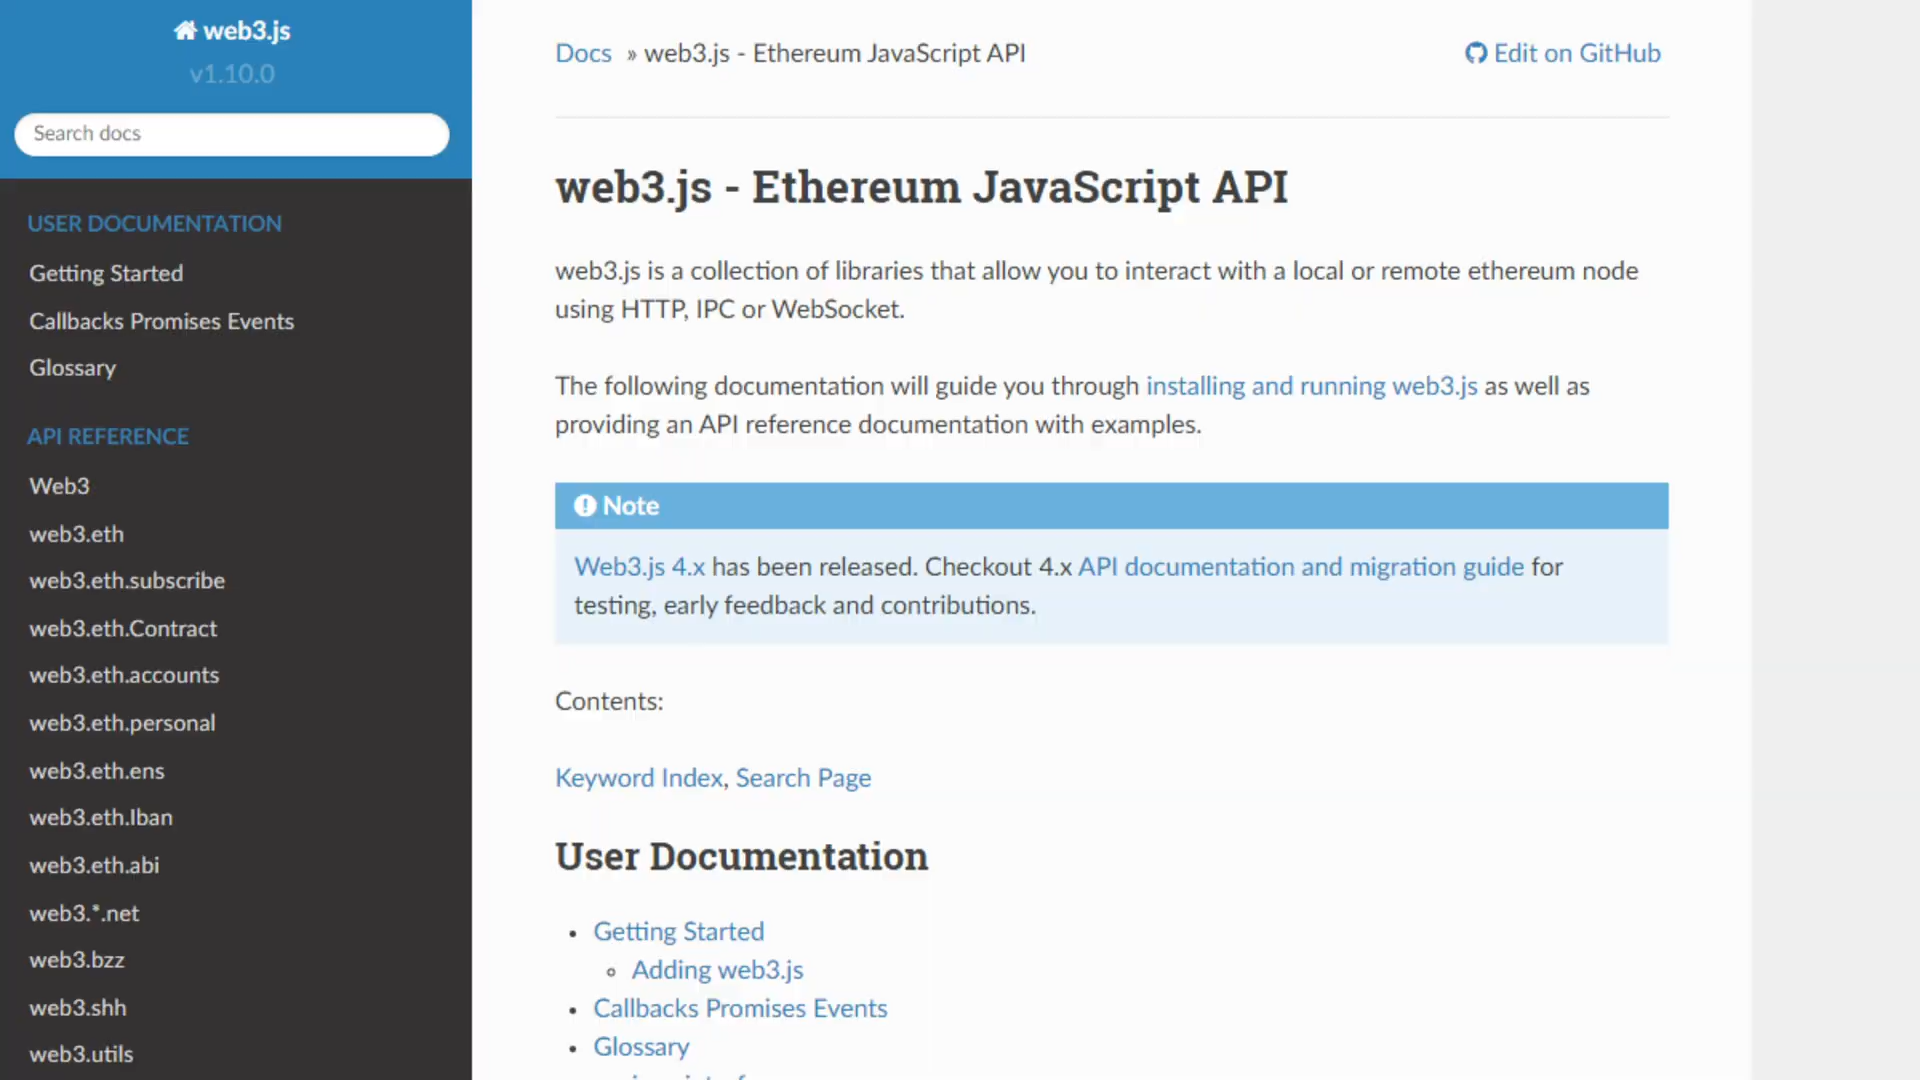 web3.js
v1.10.0
Search docs
USER DOCUMENTATION
Getting Started
Callbacks Promises Events
Glossary
API REFERENCE
Web3
web3.eth
web3.eth.subscribe
web3.eth.Contract
web3.eth.accounts
web3.eth.personal
web3.eth.ens
web3.eth.Iban
web3.eth.abi
web3.*.net
web3.bzz
web3.shh
web3.utils
Docs » web3.js - Ethereum JavaScript API
Edit on GitHub
web3.js - Ethereum JavaScript API
web3.js is a collection of libraries that allow you to interact with a local or remote ethereum node
using HTTP, IPC or WebSocket.
The following documentation will guide you through installing and running web3.js as well as
providing an API reference documentation with examples.
Note
Web3.js 4.x has been released. Checkout 4.x API documentation and migration guide for
testing, early feedback and contributions.
Contents:
Keyword Index, Search Page
User Documentation
• Getting Started
◦ Adding web3.js
• Callbacks Promises Events
• Glossary